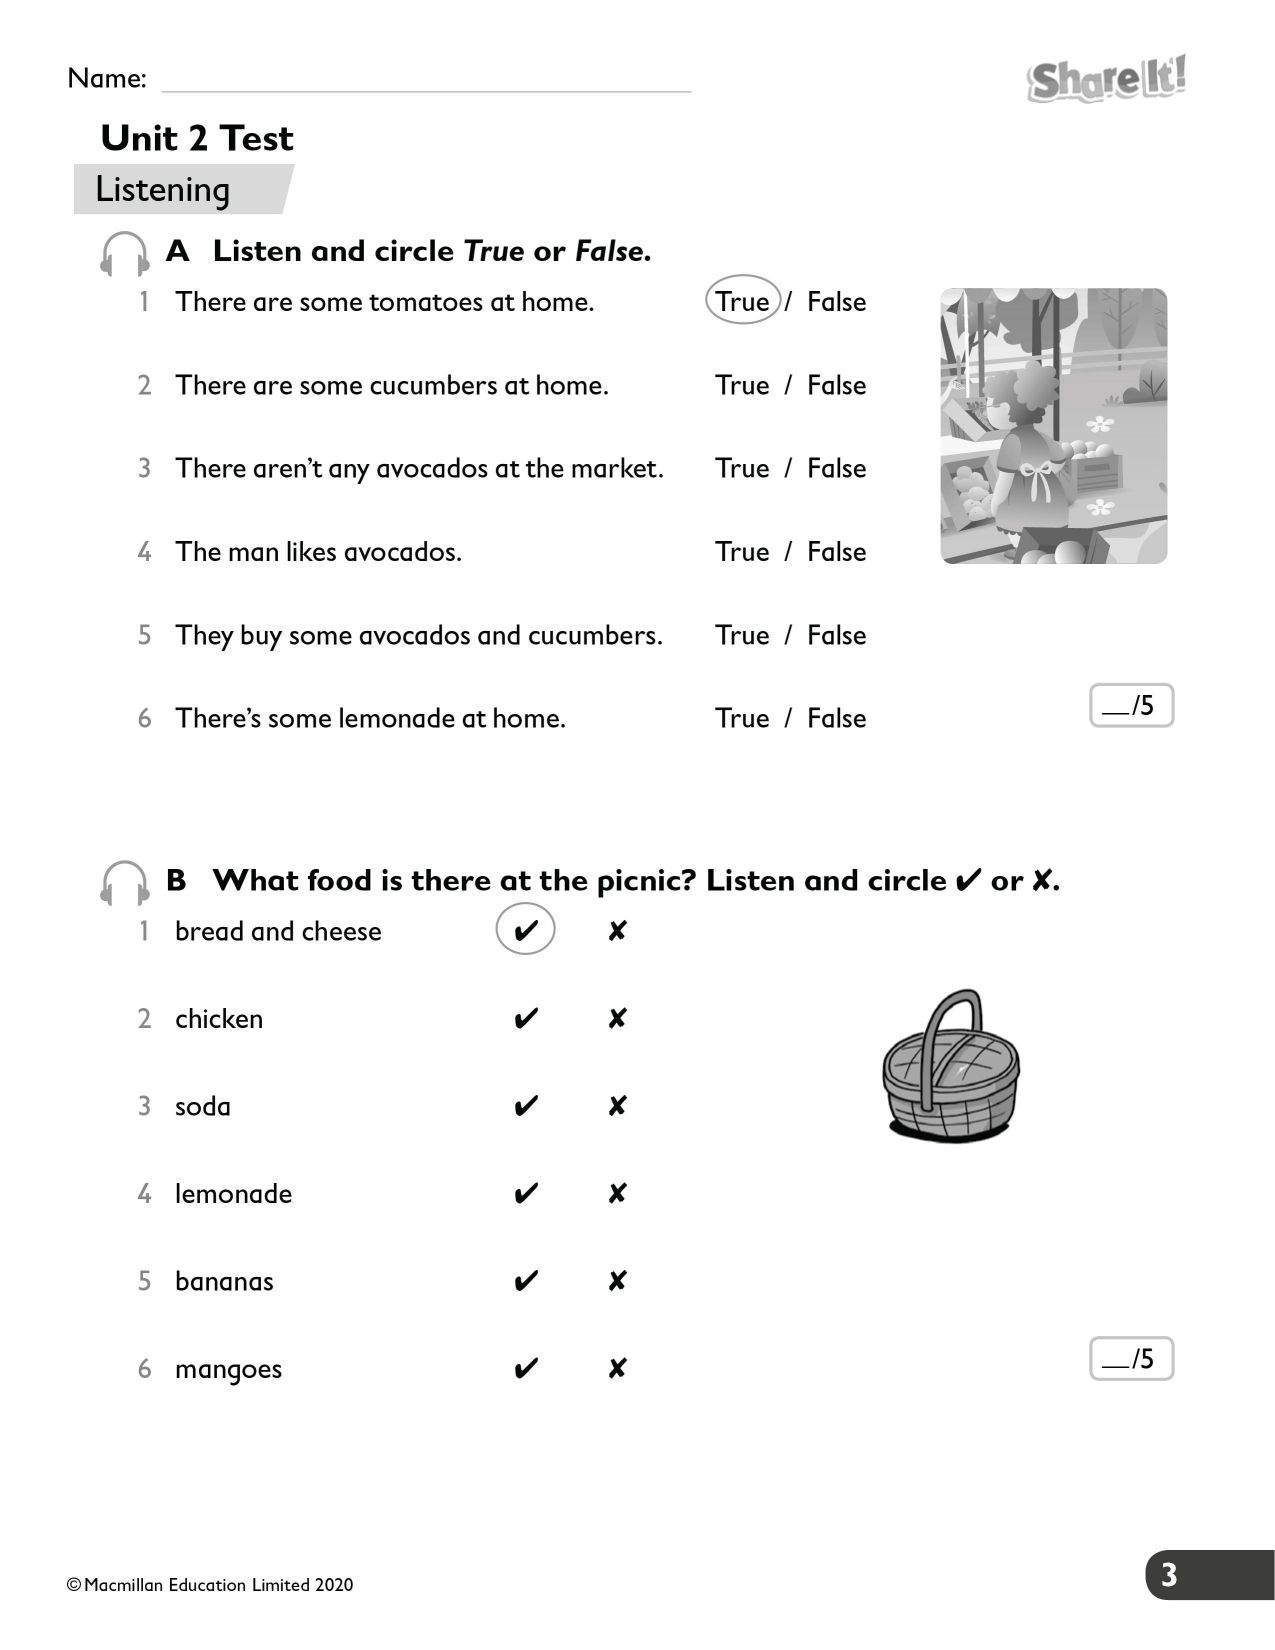 Name:
Share It!
Unit 2 Test
Listening
A Listen and circle True or False.
1 There are some tomatoes at home. True / False
2 There are some cucumbers at home. True / False
3 There aren't any avocados at the market. True / False
4 The man likes avocados. True / False
5 They buy some avocados and cucumbers. True / False
6 There's some lemonade at home. True / False
__/5
B What food is there at the picnic? Listen and circle ✔ or ✘.
1 bread and cheese ✔ ✘
2 chicken ✔ ✘
3 soda ✔ ✘
4 lemonade ✔ ✘
5 bananas ✔ ✘
6 mangoes ✔ ✘
__/5
© Macmillan Education Limited 2020
3